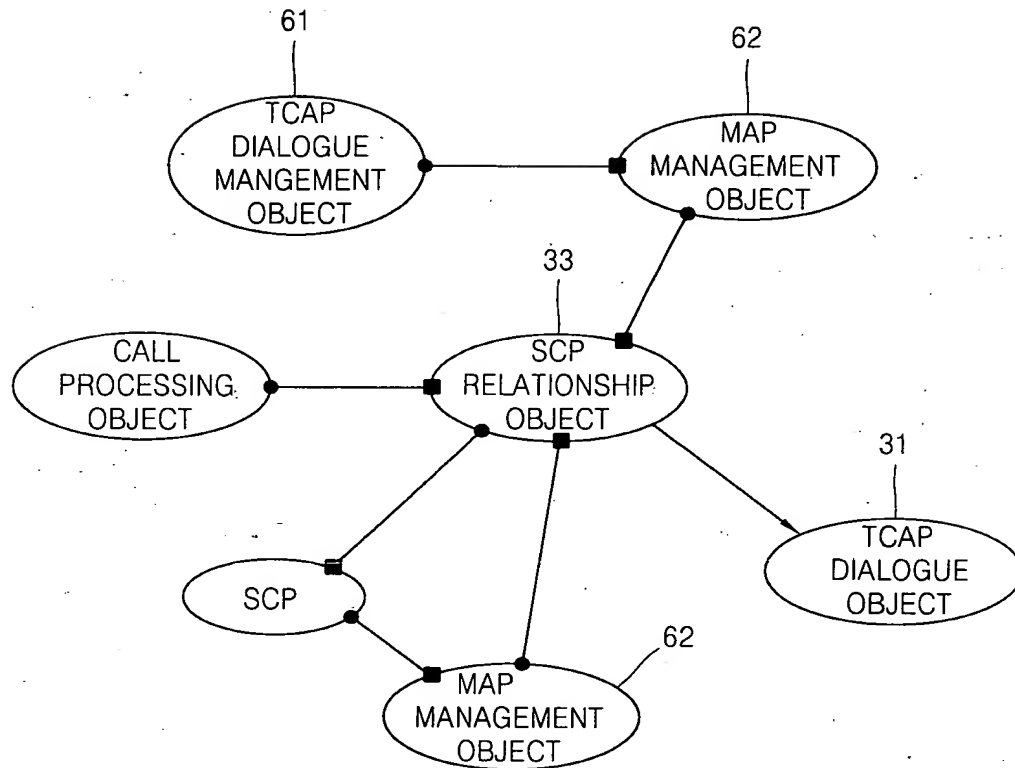 61
TCAP
DIALOGUE
MANGEMENT
OBJECT
62
MAP
MANAGEMENT
OBJECT
33
SCP
RELATIONSHIP
OBJECT
CALL
PROCESSING
OBJECT
31
TCAP
DIALOGUE
OBJECT
SCP
62
MAP
MANAGEMENT
OBJECT